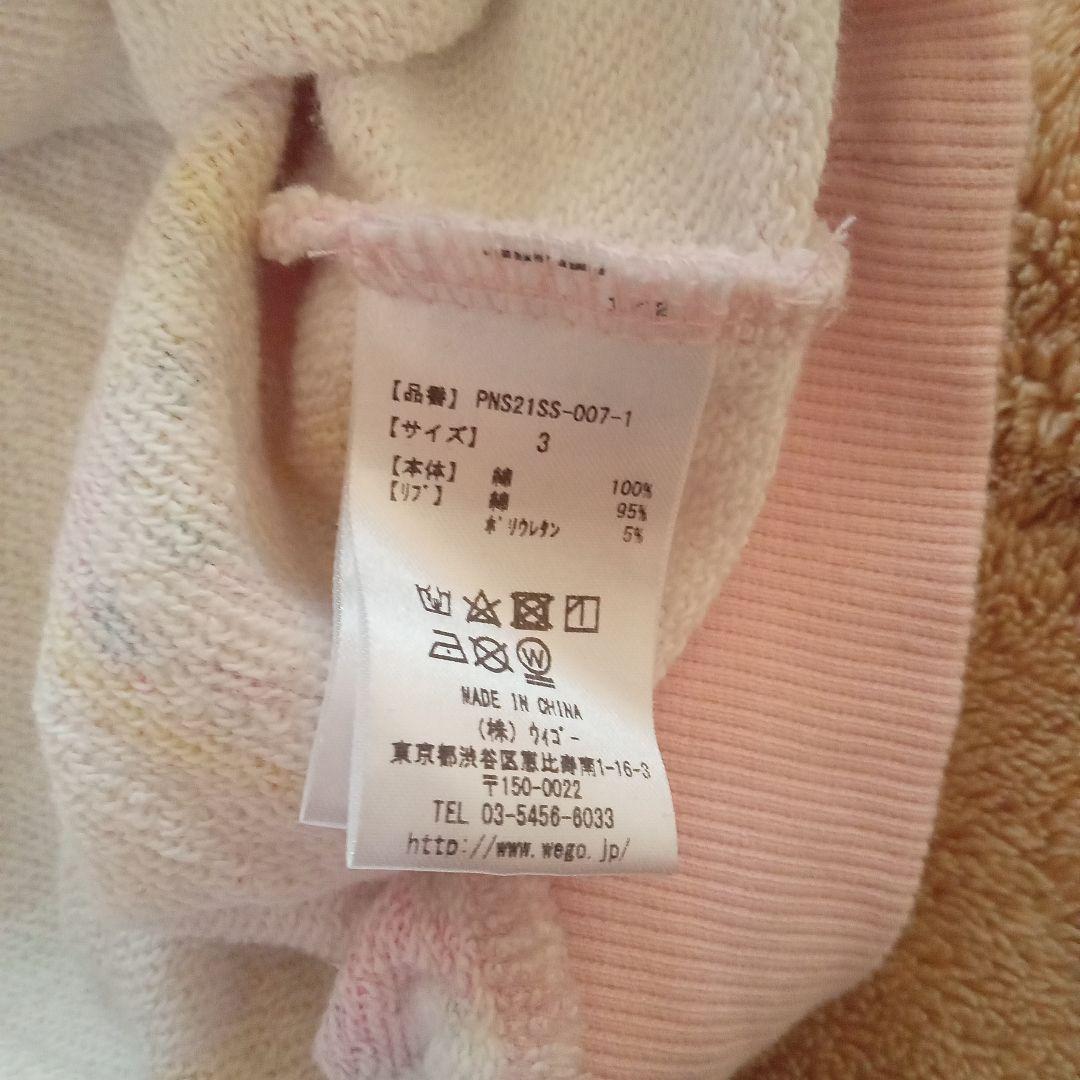 1 / 2
【品番】 PNS21SS-007-1
【サイズ】 3
【本体】 綿 100%
【リブ】 綿 95%
ポリウレタン 5%
W
MADE IN CHINA
(株) ウィゴー
東京都渋谷区恵比寿南1-16-3
〒150-0022
TEL 03-5456-6033
http://www.wego.jp/